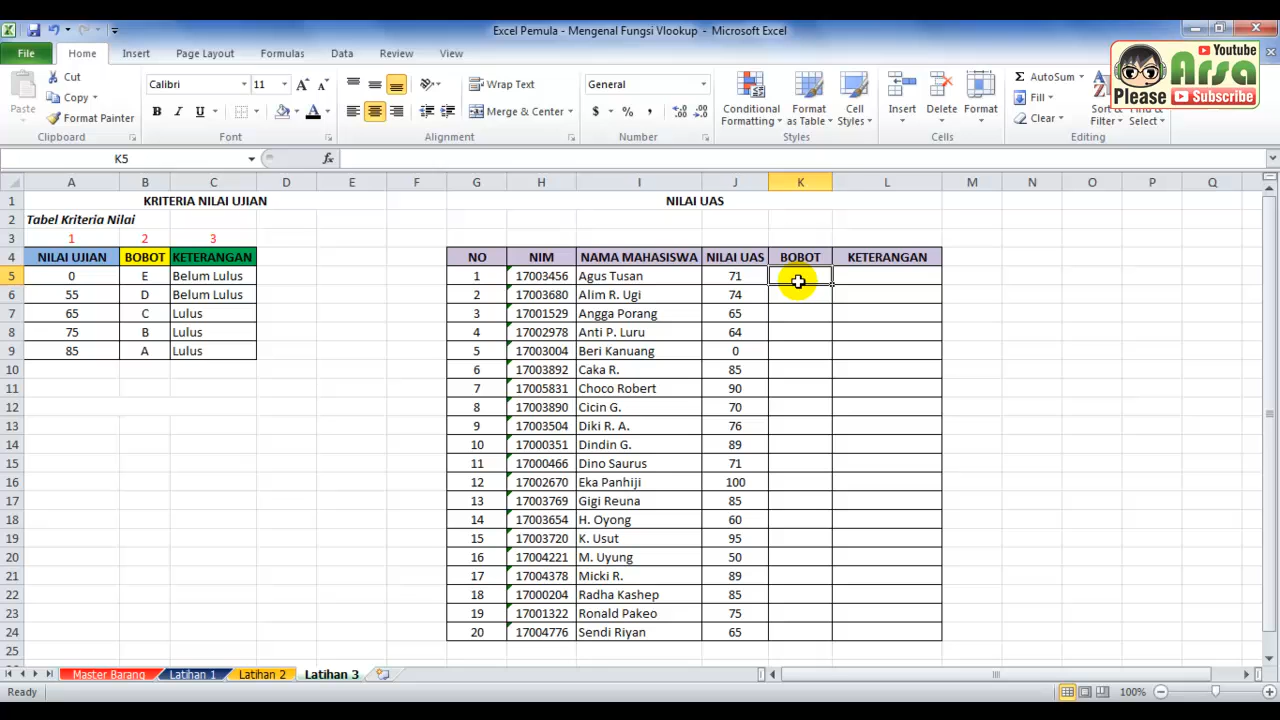 Excel Pemula - Mengenal Fungsi Vlookup - Microsoft Excel
File Home Insert Page Layout Formulas Data Review View
Youtube
Arsa
Please Subscribe
Paste Cut Copy Format Painter Clipboard
Calibri 11 B I U Font
Wrap Text Merge & Center Alignment
General $ % , Number
Conditional Formatting Format as Table Cell Styles Styles
Insert Delete Format Cells
AutoSum Fill Clear Sort & Filter Find & Select Editing
K5 fx
A B C D E F G H I J K L M N O P Q
1 KRITERIA NILAI UJIAN NILAI UAS
2 Tabel Kriteria Nilai
3 1 2 3
4 NILAI UJIAN BOBOT KETERANGAN NO NIM NAMA MAHASISWA NILAI UAS BOBOT KETERANGAN
5 0 E Belum Lulus 1 17003456 Agus Tusan 71
6 55 D Belum Lulus 2 17003680 Alim R. Ugi 74
7 65 C Lulus 3 17001529 Angga Porang 65
8 75 B Lulus 4 17002978 Anti P. Luru 64
9 85 A Lulus 5 17003004 Beri Kanuang 0
10 6 17003892 Caka R. 85
11 7 17005831 Choco Robert 90
12 8 17003890 Cicin G. 70
13 9 17003504 Diki R. A. 76
14 10 17000351 Dindin G. 89
15 11 17000466 Dino Saurus 71
16 12 17002670 Eka Panhiji 100
17 13 17003769 Gigi Reuna 85
18 14 17003654 H. Oyong 60
19 15 17003720 K. Usut 95
20 16 17004221 M. Uyung 50
21 17 17004378 Micki R. 89
22 18 17000204 Radha Kashep 85
23 19 17001322 Ronald Pakeo 75
24 20 17004776 Sendi Riyan 65
25
Master Barang Latihan 1 Latihan 2 Latihan 3
Ready 100%